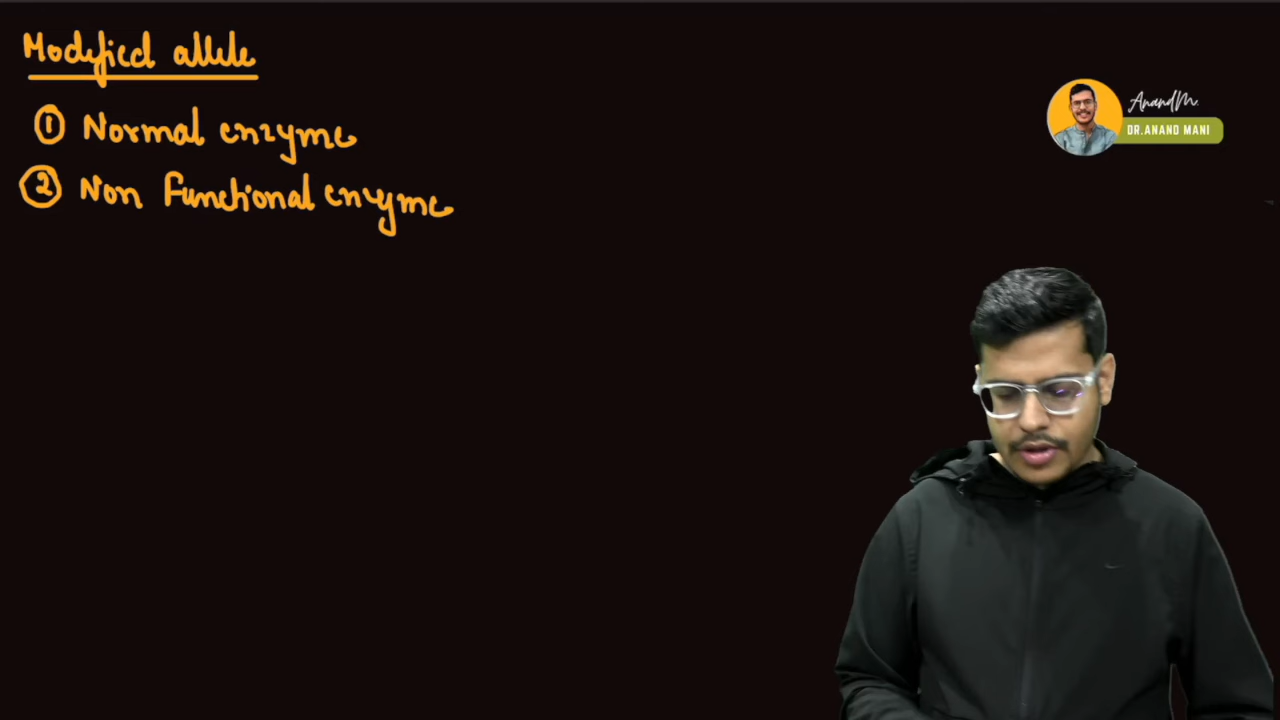 Modified allele
① Normal enzyme
② Non Functional enzyme
AnandM.
DR.ANAND MANI